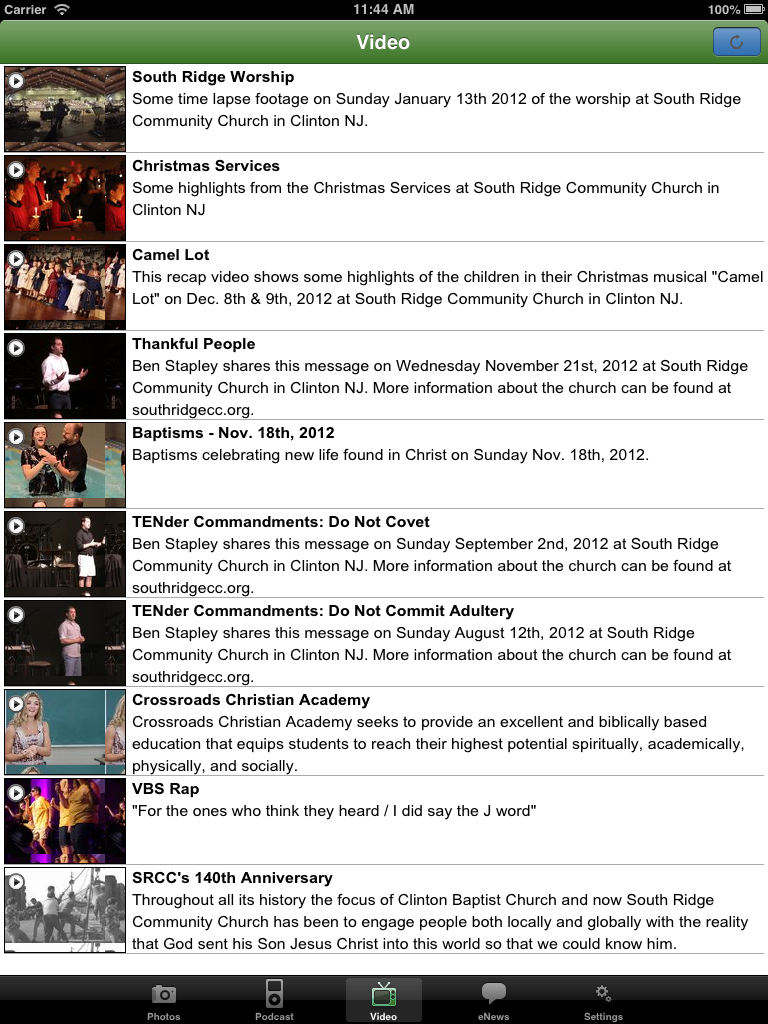 Carrier 11:44 AM 100%
Video
South Ridge Worship
Some time lapse footage on Sunday January 13th 2012 of the worship at South Ridge
Community Church in Clinton NJ.
Christmas Services
Some highlights from the Christmas Services at South Ridge Community Church in
Clinton NJ
Camel Lot
This recap video shows some highlights of the children in their Christmas musical "Camel
Lot" on Dec. 8th & 9th, 2012 at South Ridge Community Church in Clinton NJ.
Thankful People
Ben Stapley shares this message on Wednesday November 21st, 2012 at South Ridge
Community Church in Clinton NJ. More information about the church can be found at
southridgecc.org.
Baptisms - Nov. 18th, 2012
Baptisms celebrating new life found in Christ on Sunday Nov. 18th, 2012.
TENder Commandments: Do Not Covet
Ben Stapley shares this message on Sunday September 2nd, 2012 at South Ridge
Community Church in Clinton NJ. More information about the church can be found at
southridgecc.org.
TENder Commandments: Do Not Commit Adultery
Ben Stapley shares this message on Sunday August 12th, 2012 at South Ridge
Community Church in Clinton NJ. More information about the church can be found at
southridgecc.org.
Crossroads Christian Academy
Crossroads Christian Academy seeks to provide an excellent and biblically based
education that equips students to reach their highest potential spiritually, academically,
physically, and socially.
VBS Rap
"For the ones who think they heard / I did say the J word"
SRCC's 140th Anniversary
Throughout all its history the focus of Clinton Baptist Church and now South Ridge
Community Church has been to engage people both locally and globally with the reality
that God sent his Son Jesus Christ into this world so that we could know him.
Photos Podcast Video eNews Settings